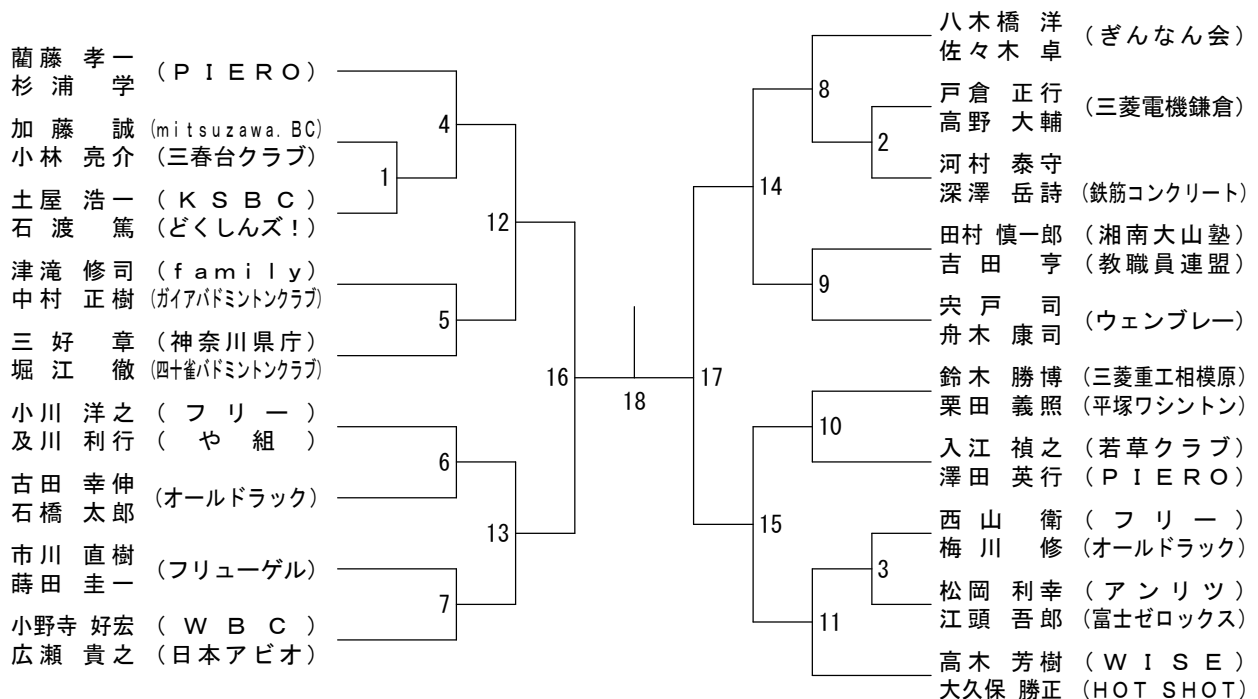 藺藤 孝一 (PIERO)
杉浦 学
加藤 誠 (mitsuzawa.BC)
小林 亮介 (三春台クラブ)
土屋 浩一 (KSBC)
石渡 篤 (どくしんズ!)
津滝 修司 (family)
中村 正樹 (ガイアバドミントンクラブ)
三好 章 (神奈川県庁)
堀江 徹 (四十雀バドミントンクラブ)
小川 洋之 (フリー)
及川 利行 (や組)
古田 幸伸 (オールドラック)
石橋 太郎
市川 直樹 (フリューゲル)
蒔田 圭一
小野寺 好宏 (WBC)
広瀬 貴之 (日本アビオ)
1
4
5
6
7
12
13
16
18
17
14
15
8
2
9
10
3
11
八木橋 洋 (ぎんなん会)
佐々木 卓
戸倉 正行 (三菱電機鎌倉)
高野 大輔
河村 泰守
深澤 岳詩 (鉄筋コンクリート)
田村 慎一郎 (湘南大山塾)
吉田 亨 (教職員連盟)
宍戸 司 (ウェンブレー)
舟木 康司
鈴木 勝博 (三菱重工相模原)
栗田 義照 (平塚ワシントン)
入江 禎之 (若草クラブ)
澤田 英行 (PIERO)
西山 衛 (フリー)
梅川 修 (オールドラック)
松岡 利幸 (アンリツ)
江頭 吾郎 (富士ゼロックス)
高木 芳樹 (WISE)
大久保 勝正 (HOT SHOT)